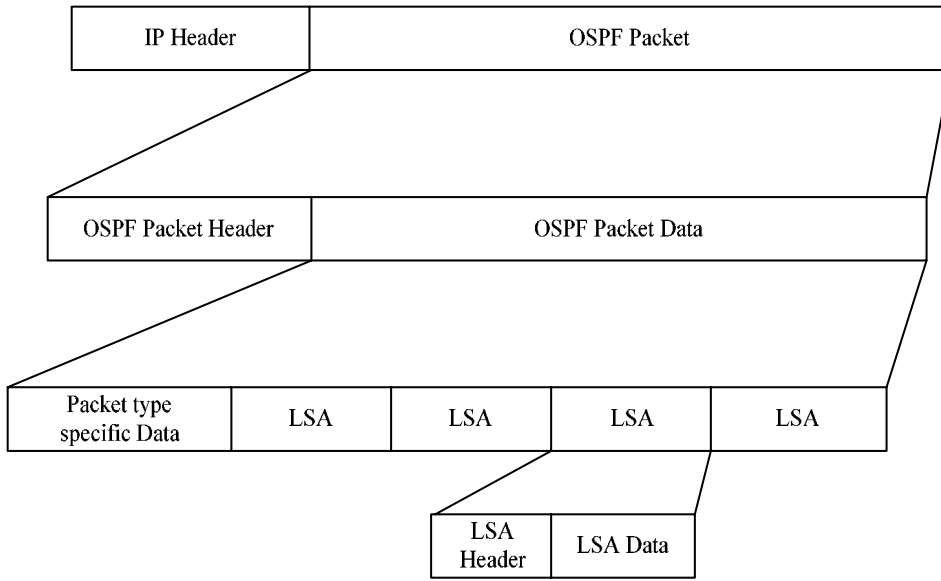 IP Header
OSPF Packet
OSPF Packet Header
OSPF Packet Data
Packet type
specific Data
LSA
LSA
LSA
LSA
LSA
Header
LSA Data